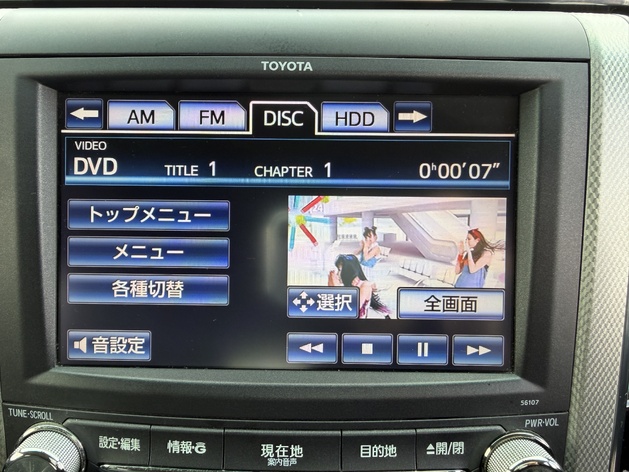 TOYOTA
AM FM DISC HDD
VIDEO
DVD TITLE 1 CHAPTER 1 0h00'07"
トップメニュー
メニュー
各種切替
選択 全画面
音設定
56107
TUNE·SCROLL PWR·VOL
設定・編集 情報・G 現在地 目的地 ⏏開/閉
案内音声